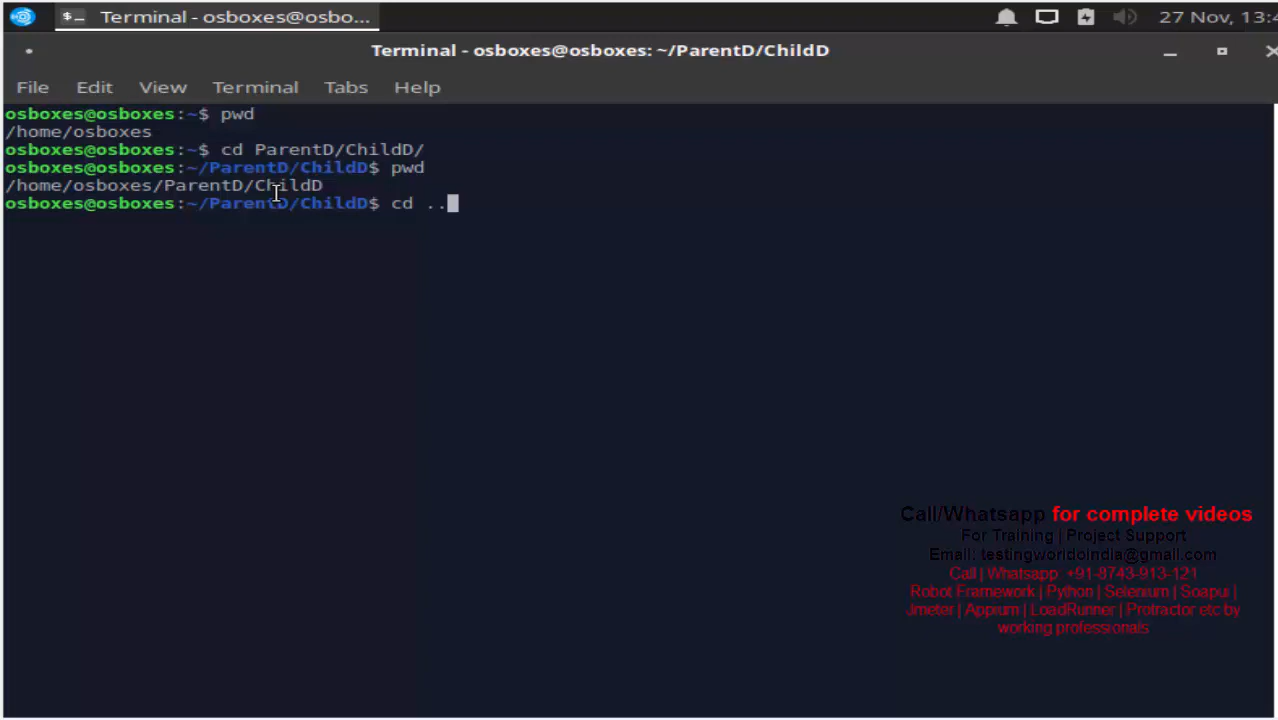 Terminal - osboxes@osbo...
27 Nov, 13:4
Terminal - osboxes@osboxes: ~/ParentD/ChildD
File Edit View Terminal Tabs Help
osboxes@osboxes:~$ pwd
/home/osboxes
osboxes@osboxes:~$ cd ParentD/ChildD/
osboxes@osboxes:~/ParentD/ChildD$ pwd
/home/osboxes/ParentD/ChildD
osboxes@osboxes:~/ParentD/ChildD$ cd ..
Call/Whatsapp for complete videos
For Training | Project Support
Email: testingworldoindia@gmail.com
Call | Whatsapp: +91-8743-913-121
Robot Framework | Python | Selenium | Soapui |
Jmeter | Appium | LoadRunner | Protractor etc by
working professionals